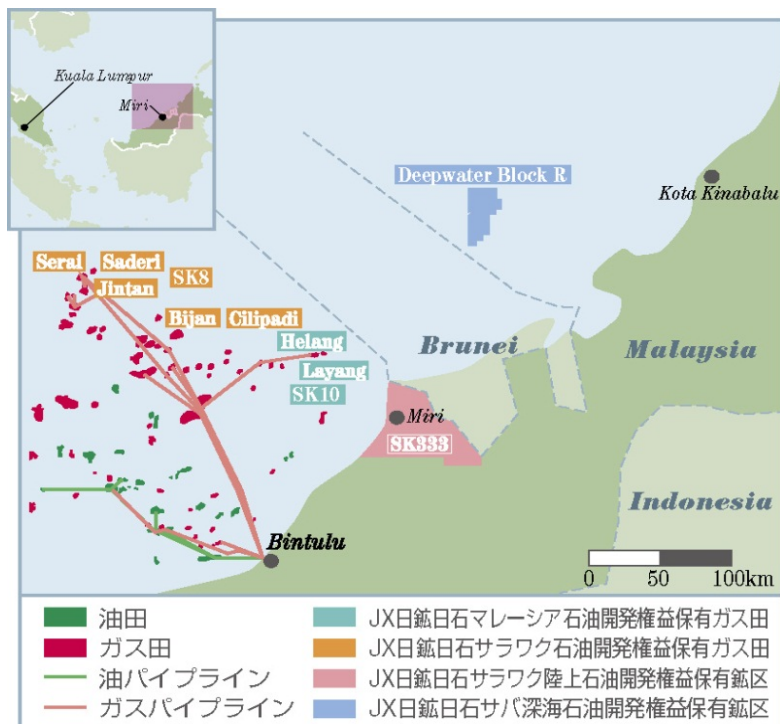 Kuala Lumpur
Miri
Deepwater Block R
Kota Kinabalu
Serai
Saderi
SK8
Jintan
Bijan
Cilipadi
Helang
Layang
SK10
Brunei
Malaysia
Miri
SK333
Indonesia
Bintulu
0 50 100km
油田
ガス田
油パイプライン
ガスパイプライン
JX日鉱日石マレーシア石油開発権益保有ガス田
JX日鉱日石サラワク石油開発権益保有ガス田
JX日鉱日石サラワク陸上石油開発権益保有鉱区
JX日鉱日石サバ深海石油開発権益保有鉱区